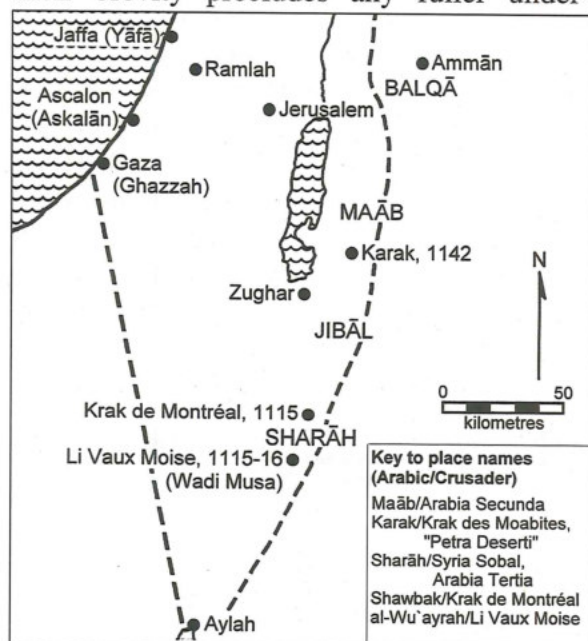 precludes any under
Jaffa (Yāfā)
Ramlah
Ammān
BALQĀ
Ascalon
(Askalān)
Jerusalem
Gaza
(Ghazzah)
MAĀB
Karak, 1142
N
Zughar
JIBĀL
0 50
kilometres
Krak de Montréal, 1115
SHARĀH
Li Vaux Moise, 1115-16
(Wadi Musa)
Key to place names
(Arabic/Crusader)
Maāb/Arabia Secunda
Karak/Krak des Moabites,
"Petra Deserti"
Sharāh/Syria Sobal,
Arabia Tertia
Shawbak/Krak de Montréal
al-Wu`ayrah/Li Vaux Moise
Aylah